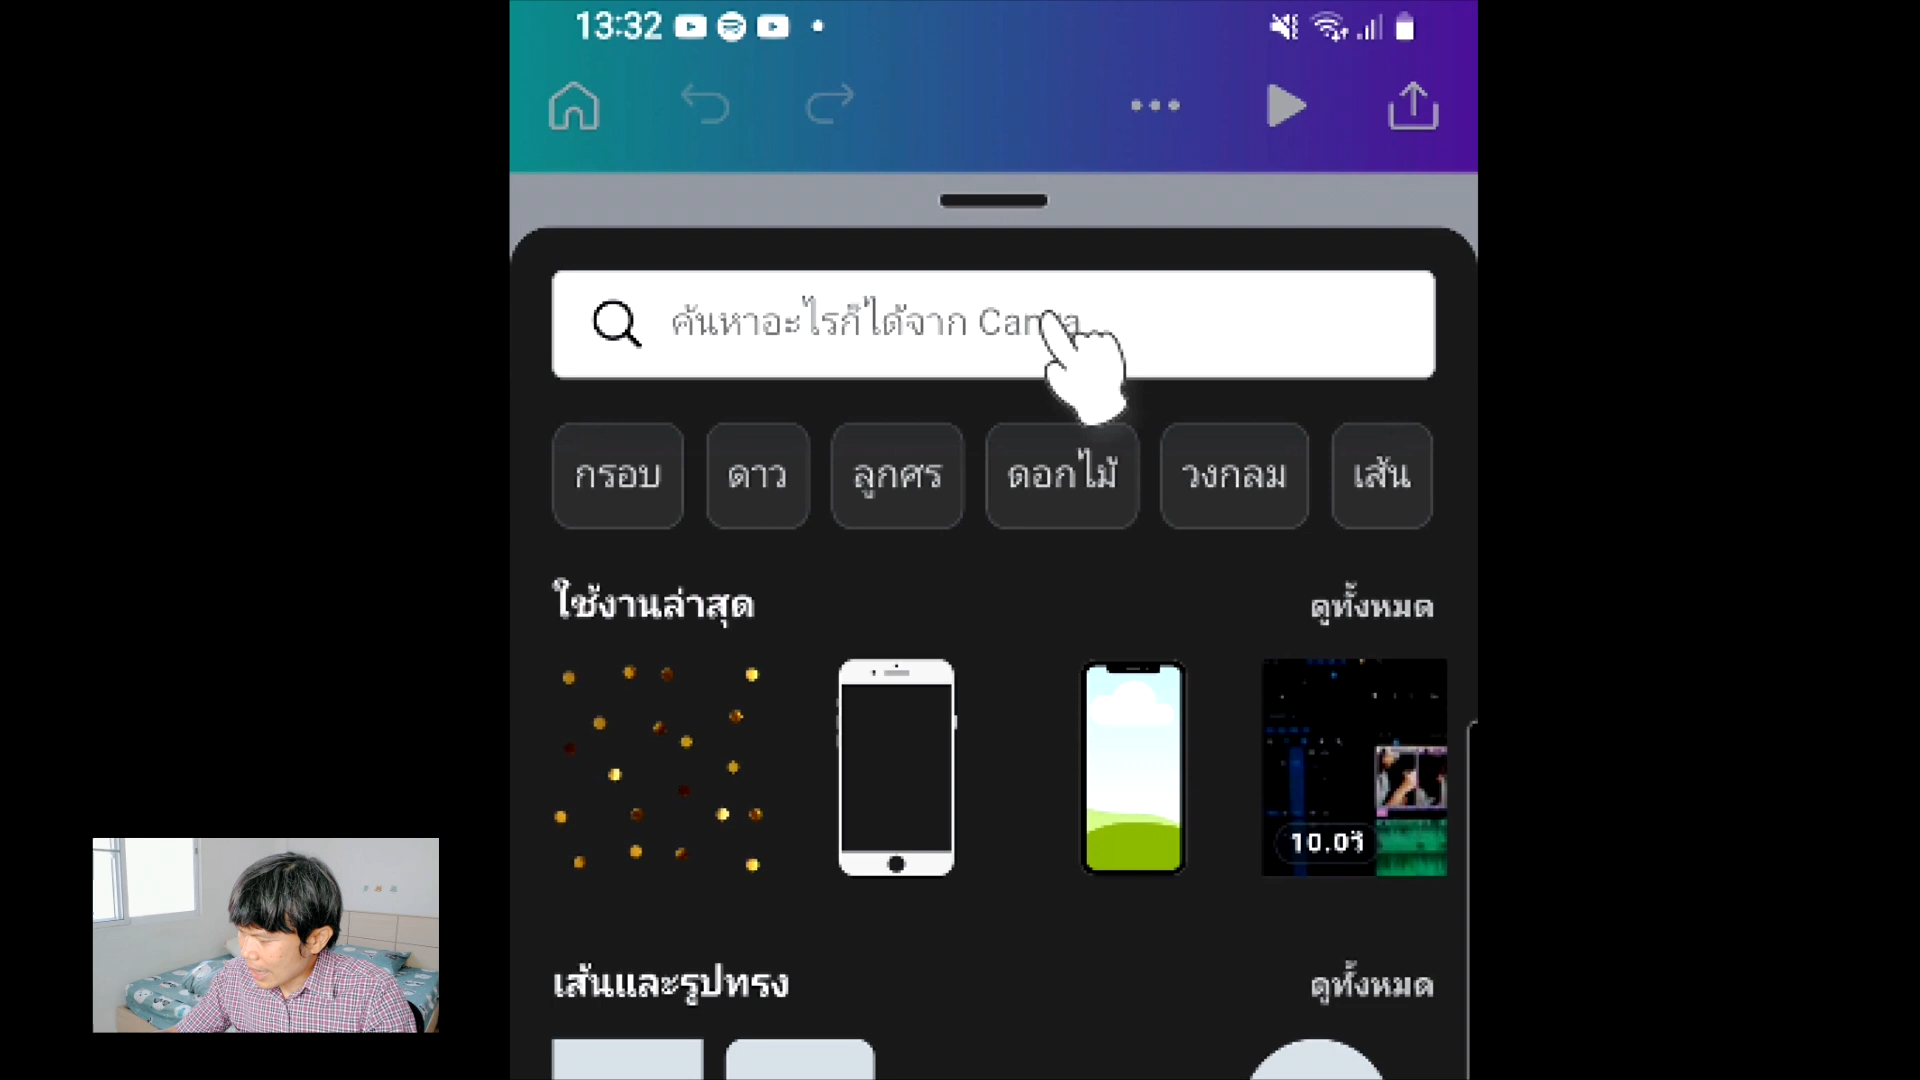 13:32
ค้นหาอะไรก็ได้จาก Canva...
กรอบ ดาว ลูกศร ดอกไม้ วงกลม เส้น
ใช้งานล่าสุด ดูทั้งหมด
10.0วิ
เส้นและรูปทรง ดูทั้งหมด